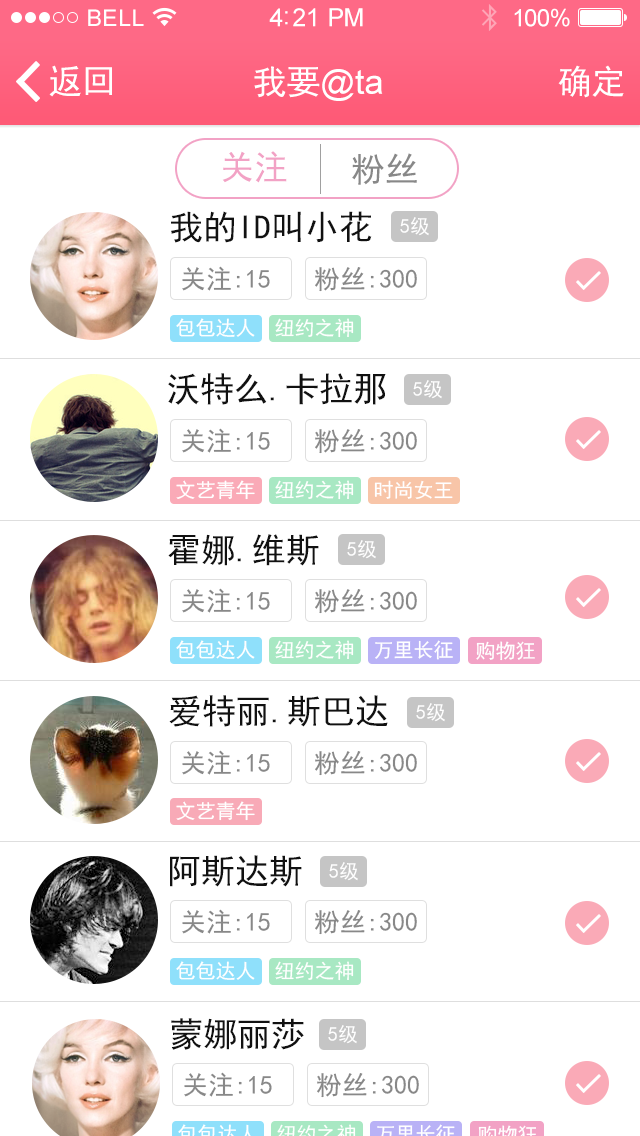 BELL 4:21 PM 100%
返回 我要@ta 确定
关注 粉丝
我的ID叫小花 5级
关注:15 粉丝:300
包包达人 纽约之神
沃特么.卡拉那 5级
关注:15 粉丝:300
文艺青年 纽约之神 时尚女王
霍娜.维斯 5级
关注:15 粉丝:300
包包达人 纽约之神 万里长征 购物狂
爱特丽.斯巴达 5级
关注:15 粉丝:300
文艺青年
阿斯达斯 5级
关注:15 粉丝:300
包包达人 纽约之神
蒙娜丽莎 5级
关注:15 粉丝:300
包包达人 纽约之神 万里长征 购物狂